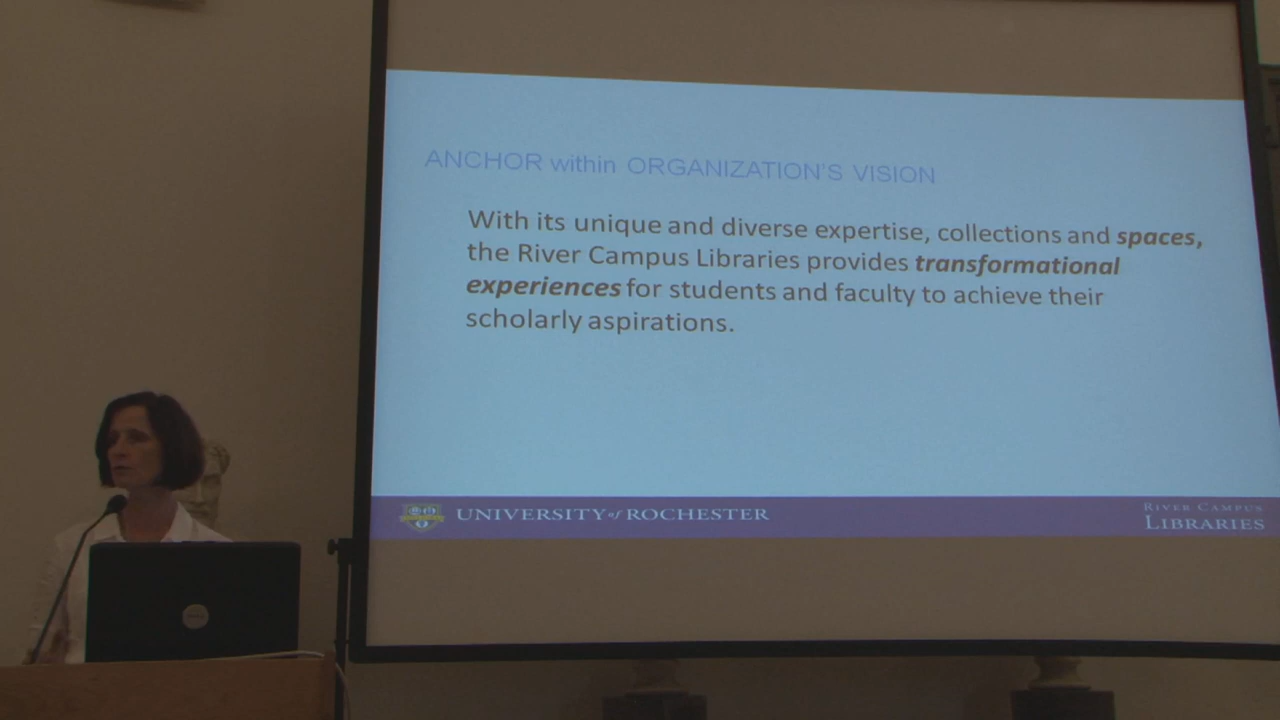 ANCHOR within ORGANIZATION'S VISION
With its unique and diverse expertise, collections and spaces,
the River Campus Libraries provides transformational
experiences for students and faculty to achieve their
scholarly aspirations.
UNIVERSITY of ROCHESTER
RIVER CAMPUS
LIBRARIES